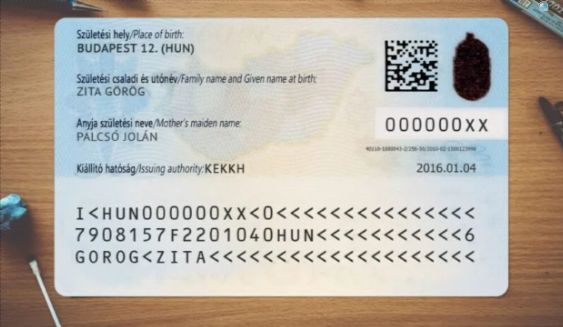 Születési hely/Place of birth:
BUDAPEST 12. (HUN)
Születési családi és utónév/Family name and Given name at birth:
ZITA GÖRÖG
Anyja születési neve/Mother's maiden name:
PALCSÓ JOLÁN
000000XX
Kiállító hatóság/Issuing authority: KEKKH
2016.01.04
I<HUN000000XX<0<<<<<<<<<<<<<<<
7908157F2201040HUN<<<<<<<<<<<6
GOROG<ZITA<<<<<<<<<<<<<<<<<<<<